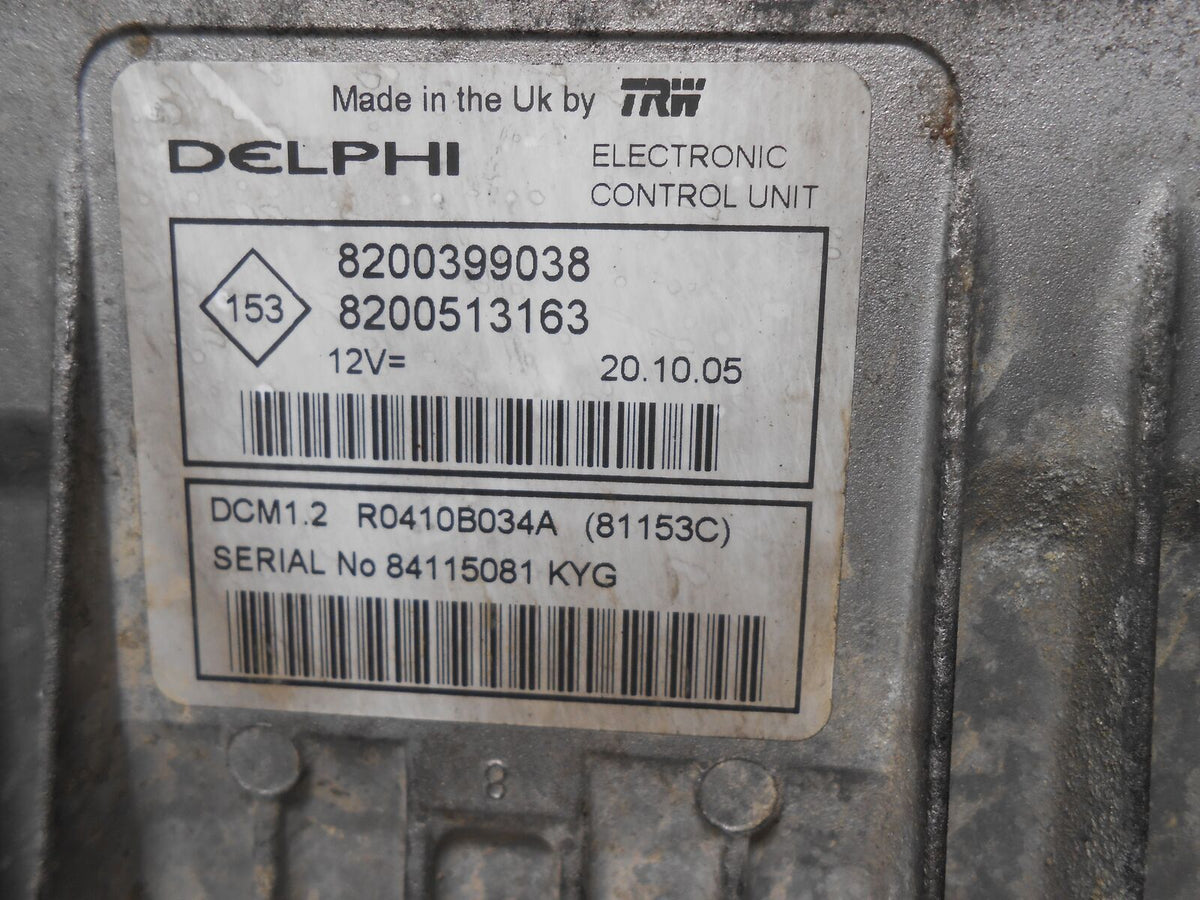 Made in the Uk by TRW
DELPHI
ELECTRONIC
CONTROL UNIT
153
8200399038
8200513163
12V=
20.10.05
DCM1.2 R0410B034A (81153C)
SERIAL No 84115081 KYG
8